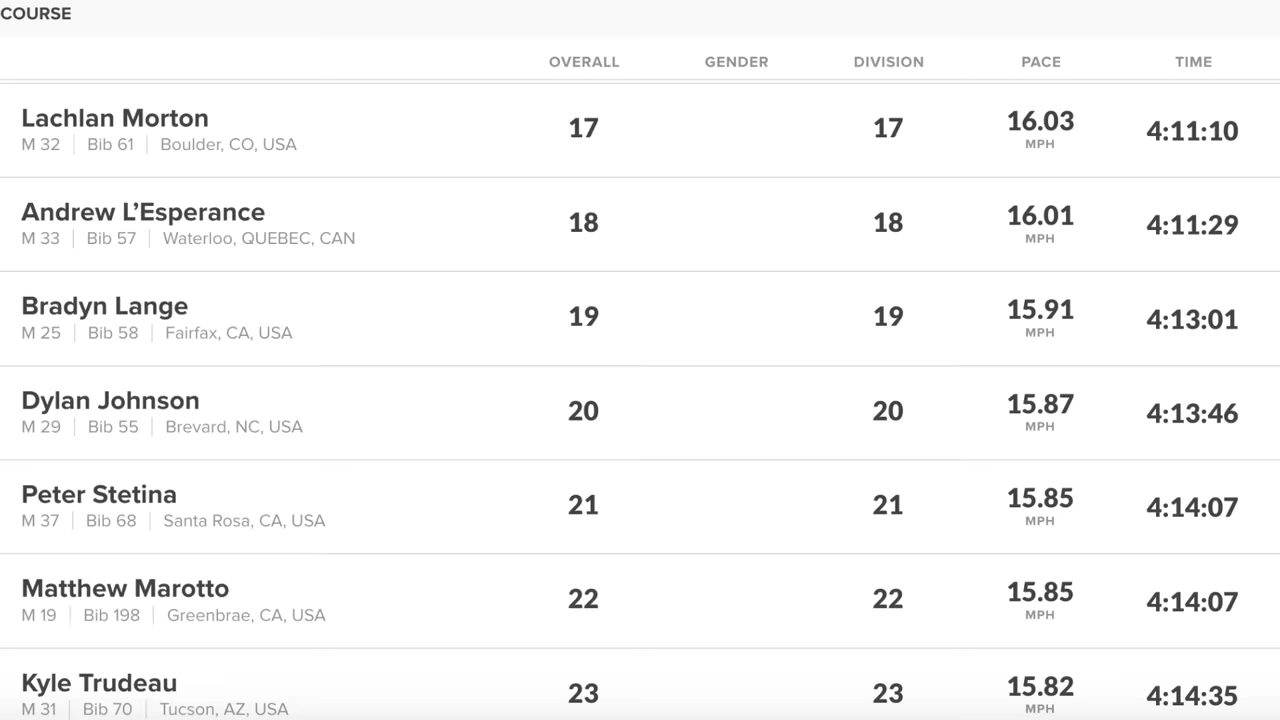 COURSE
OVERALL GENDER DIVISION PACE TIME
Lachlan Morton
M 32 Bib 61 Boulder, CO, USA
17 17 16.03 MPH 4:11:10
Andrew L’Esperance
M 33 Bib 57 Waterloo, QUEBEC, CAN
18 18 16.01 MPH 4:11:29
Bradyn Lange
M 25 Bib 58 Fairfax, CA, USA
19 19 15.91 MPH 4:13:01
Dylan Johnson
M 29 Bib 55 Brevard, NC, USA
20 20 15.87 MPH 4:13:46
Peter Stetina
M 37 Bib 68 Santa Rosa, CA, USA
21 21 15.85 MPH 4:14:07
Matthew Marotto
M 19 Bib 198 Greenbrae, CA, USA
22 22 15.85 MPH 4:14:07
Kyle Trudeau
M 31 Bib 70 Tucson, AZ, USA
23 23 15.82 MPH 4:14:35